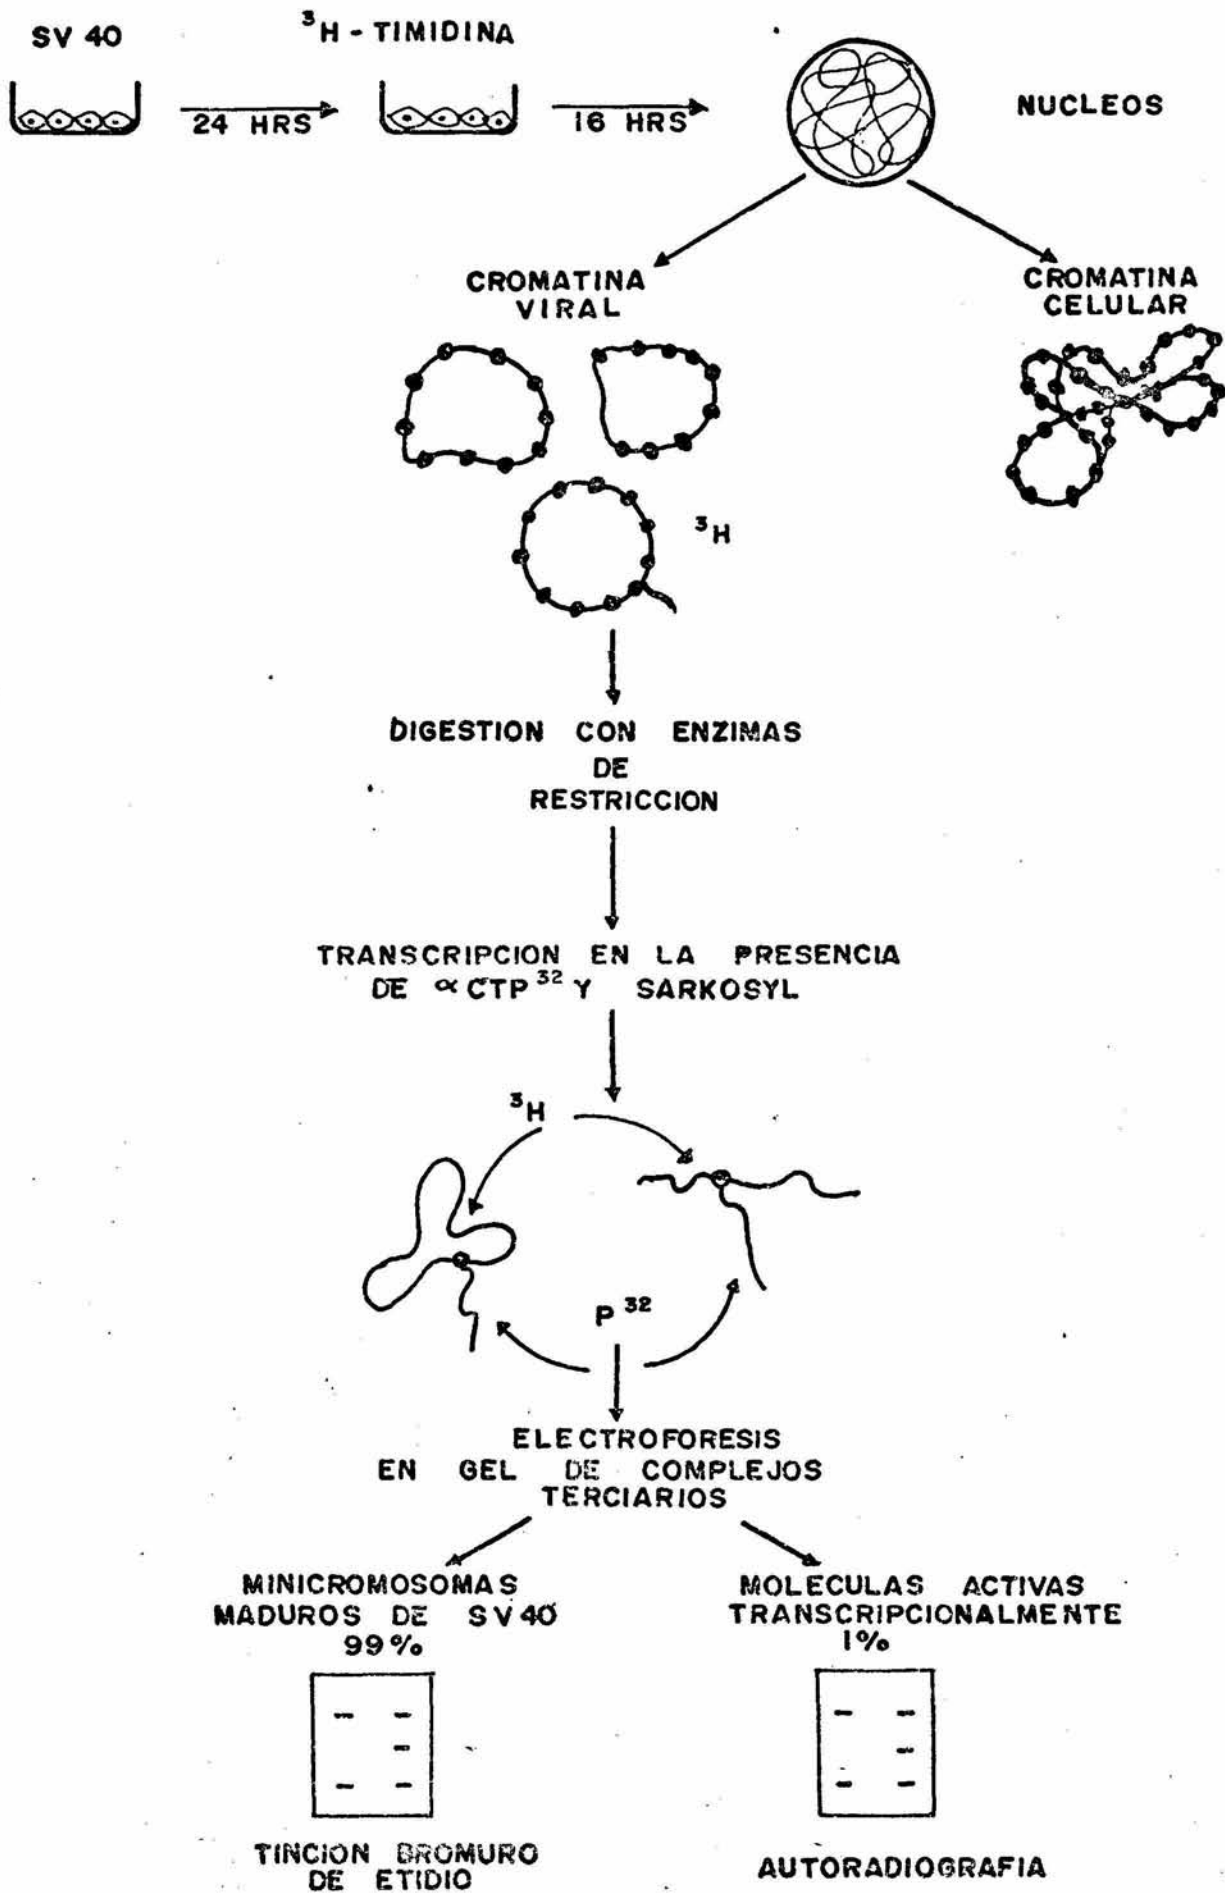 SV 40
³H - TIMIDINA
24 HRS
16 HRS
NUCLEOS
CROMATINA
VIRAL
CROMATINA
CELULAR
³H
DIGESTION CON ENZIMAS
DE
RESTRICCION
TRANSCRIPCION EN LA PRESENCIA
DE ∝CTP³² Y SARKOSYL
³H
P³²
ELECTROFORESIS
EN GEL DE COMPLEJOS
TERCIARIOS
MINICROMOSOMAS
MADUROS DE SV40
99%
MOLECULAS ACTIVAS
TRANSCRIPCIONALMENTE
1%
TINCION BROMURO
DE ETIDIO
AUTORADIOGRAFIA